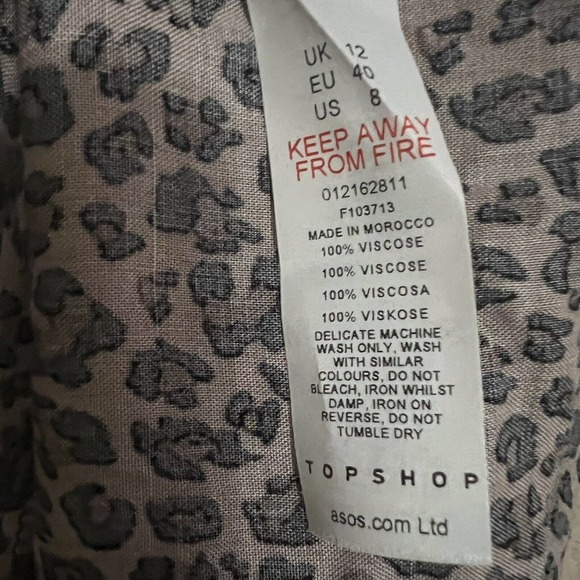 UK 12
EU 40
US 8
KEEP AWAY
FROM FIRE
012162811
F103713
MADE IN MOROCCO
100% VISCOSE
100% VISCOSE
100% VISCOSA
100% VISKOSE
DELICATE MACHINE
WASH ONLY, WASH
WITH SIMILAR
COLOURS, DO NOT
BLEACH, IRON WHILST
DAMP, IRON ON
REVERSE, DO NOT
TUMBLE DRY
TOPSHOP
asos.com Ltd